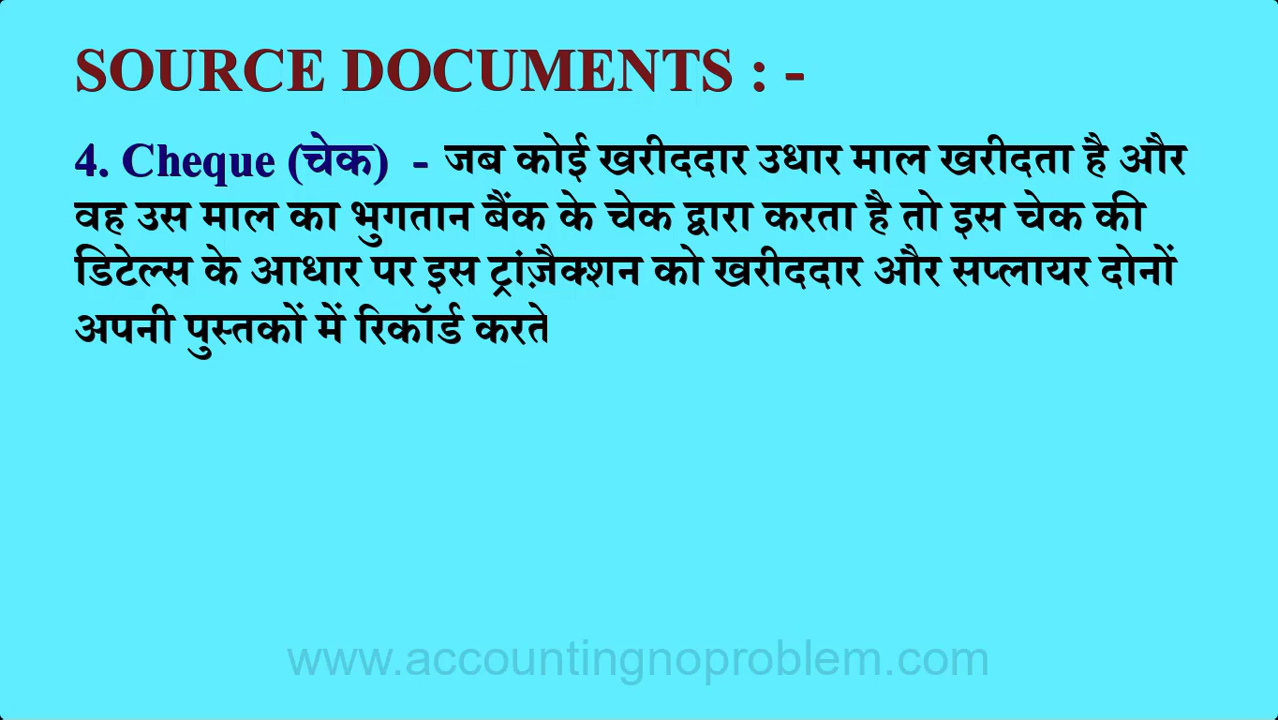 SOURCE DOCUMENTS : -
4. Cheque (चेक) - जब कोई खरीददार उधार माल खरीदता है और
वह उस माल का भुगतान बैंक के चेक द्वारा करता है तो इस चेक की
डिटेल्स के आधार पर इस ट्रांज़ैक्शन को खरीददार और सप्लायर दोनों
अपनी पुस्तकों में रिकॉर्ड करते
www.accountingnoproblem.com